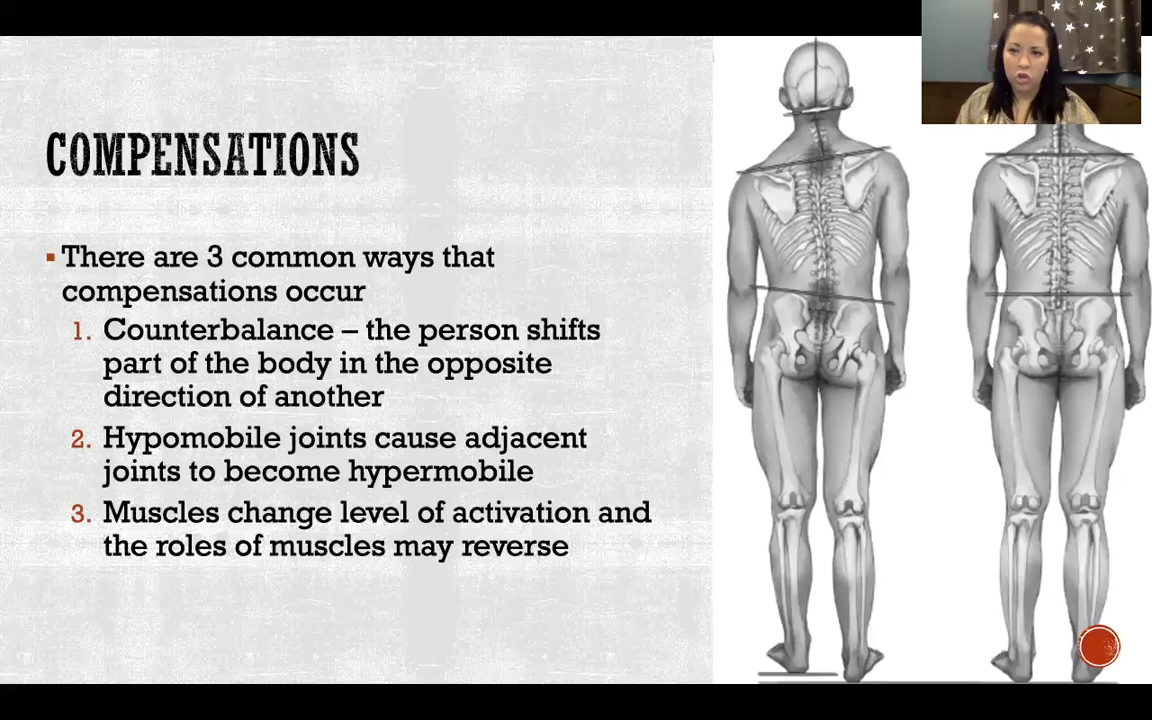 COMPENSATIONS
▪ There are 3 common ways that
compensations occur
1. Counterbalance – the person shifts
part of the body in the opposite
direction of another
2. Hypomobile joints cause adjacent
joints to become hypermobile
3. Muscles change level of activation and
the roles of muscles may reverse